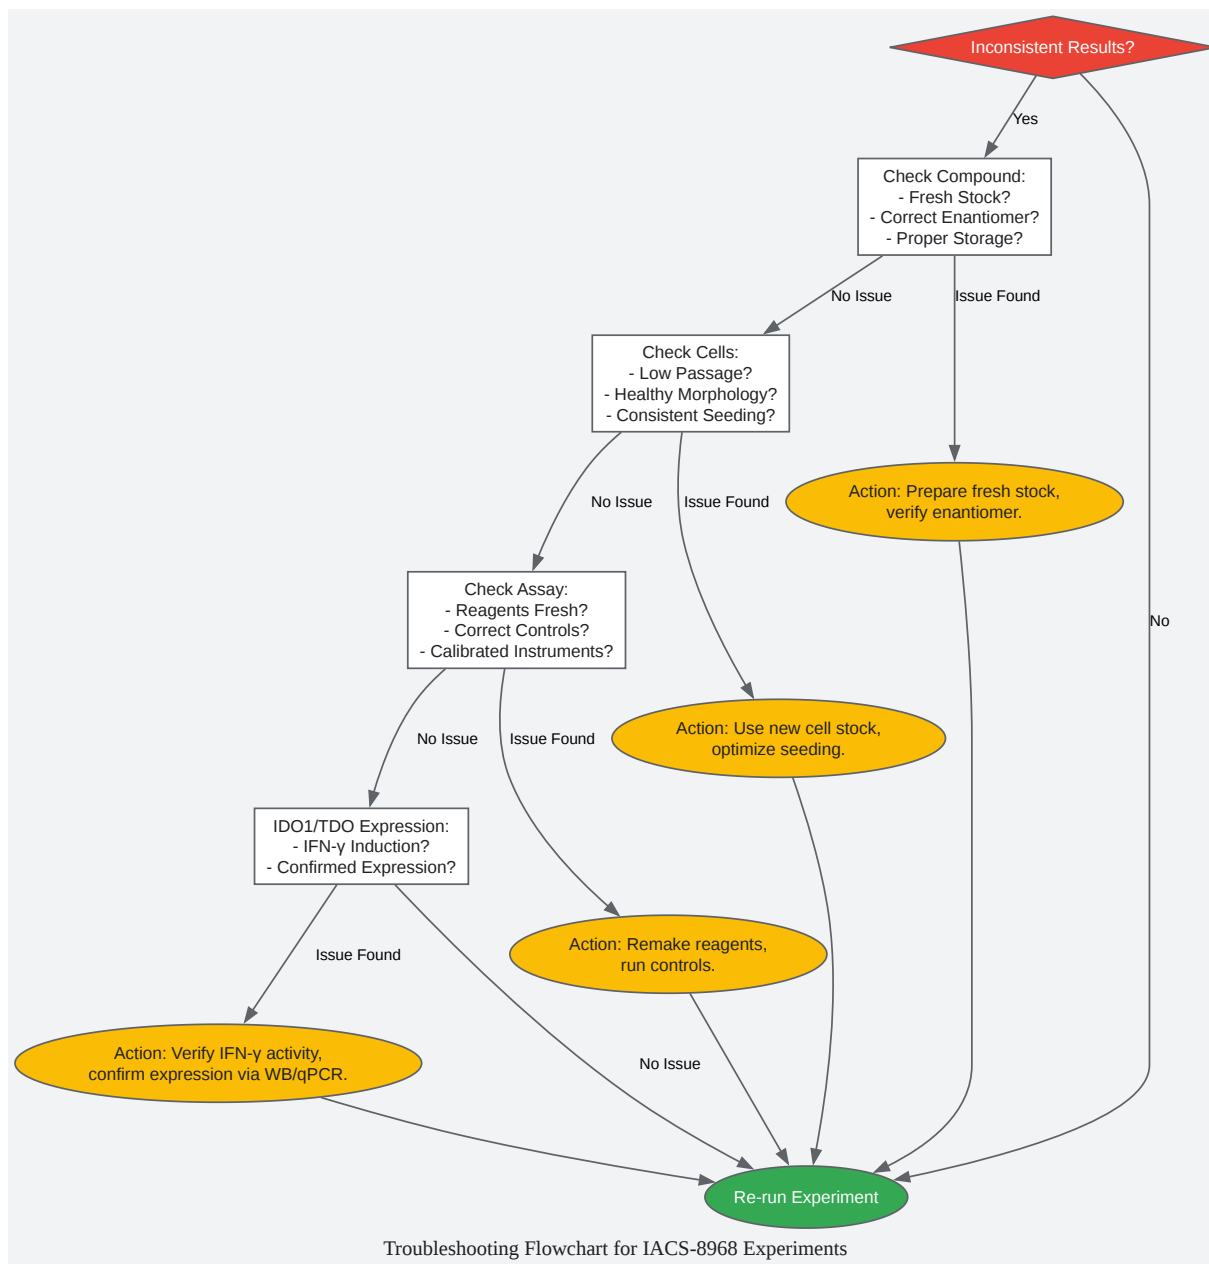 Inconsistent Results?
Yes
Check Compound:
- Fresh Stock?
- Correct Enantiomer?
- Proper Storage?
No Issue
Issue Found
Check Cells:
- Low Passage?
- Healthy Morphology?
- Consistent Seeding?
No Issue
Issue Found
Action: Prepare fresh stock,
verify enantiomer.
Check Assay:
- Reagents Fresh?
- Correct Controls?
- Calibrated Instruments?
No
No Issue
Issue Found
Action: Use new cell stock,
optimize seeding.
IDO1/TDO Expression:
- IFN-γ Induction?
- Confirmed Expression?
Issue Found
Action: Remake reagents,
run controls.
Action: Verify IFN-γ activity,
confirm expression via WB/qPCR.
No Issue
Re-run Experiment
Troubleshooting Flowchart for IACS-8968 Experiments